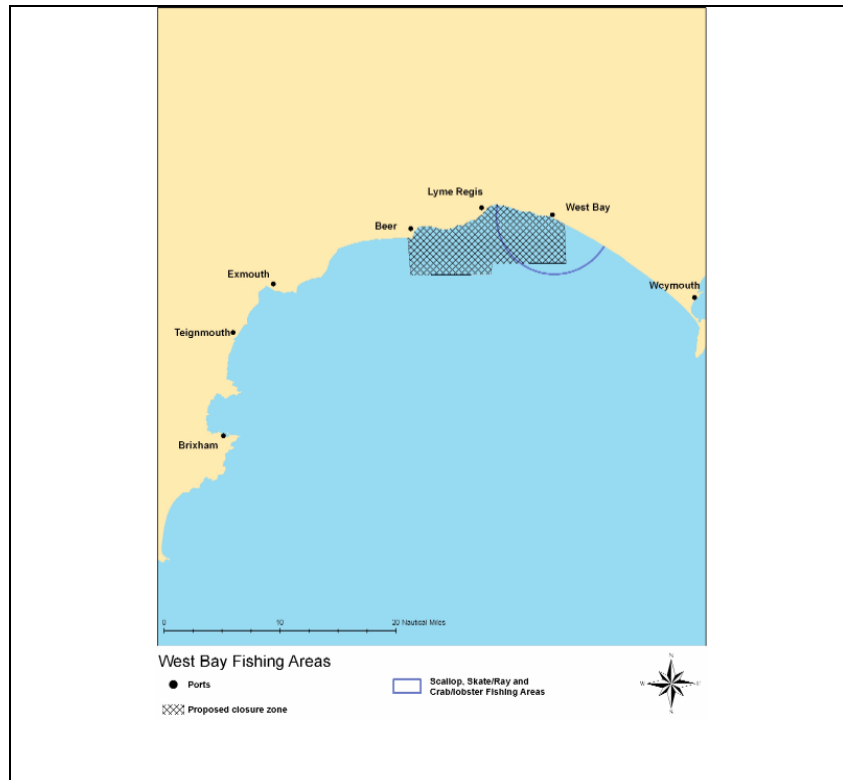 Lyme Regis
West Bay
Beer
Exmouth
Weymouth
Teignmouth
Brixham
0 10 20 Nautical Miles
West Bay Fishing Areas
Ports
Scallop, Skate/Ray and
Crab/lobster Fishing Areas
Proposed closure zone
N
W
E
S